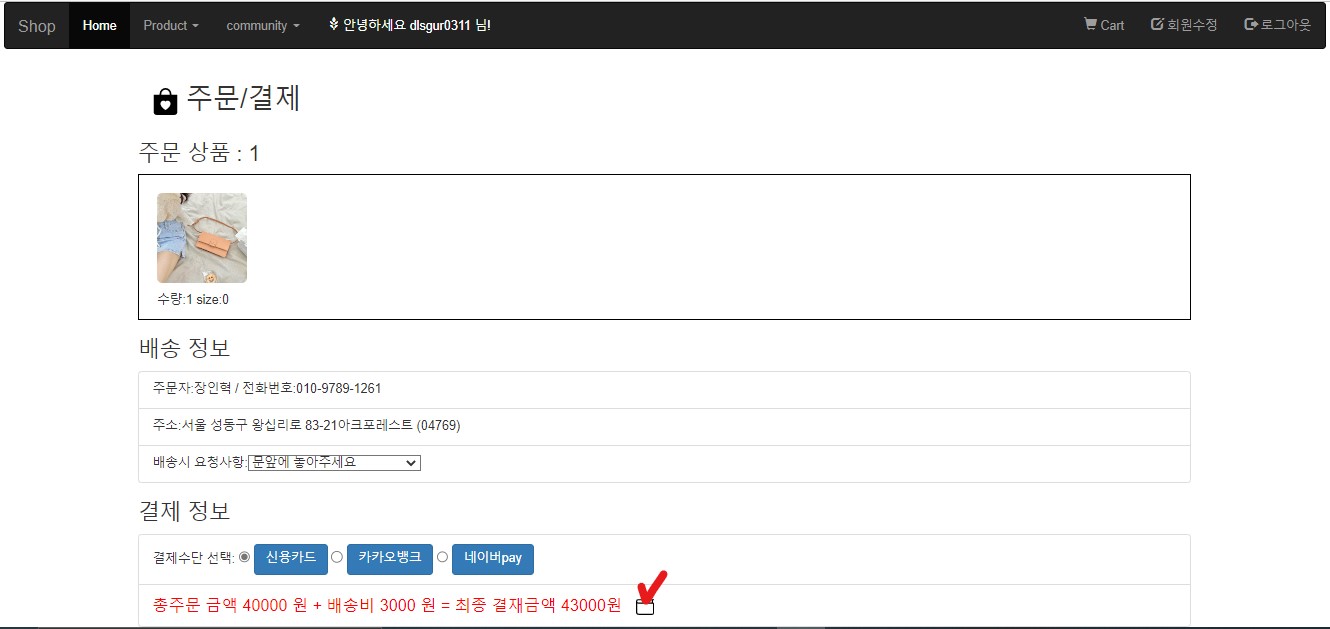 Shop Home Product community 안녕하세요 dlsgur0311 님! Cart 회원수정 로그아웃
주문/결제
주문 상품 : 1
수량:1 size:0
배송 정보
주문자:장인혁 / 전화번호:010-9789-1261
주소:서울 성동구 왕십리로 83-21아크포레스트 (04769)
배송시 요청사항: 문앞에 놓아주세요
결제 정보
결제수단 선택: 신용카드 카카오뱅크 네이버pay
총주문 금액 40000 원 + 배송비 3000 원 = 최종 결재금액 43000원